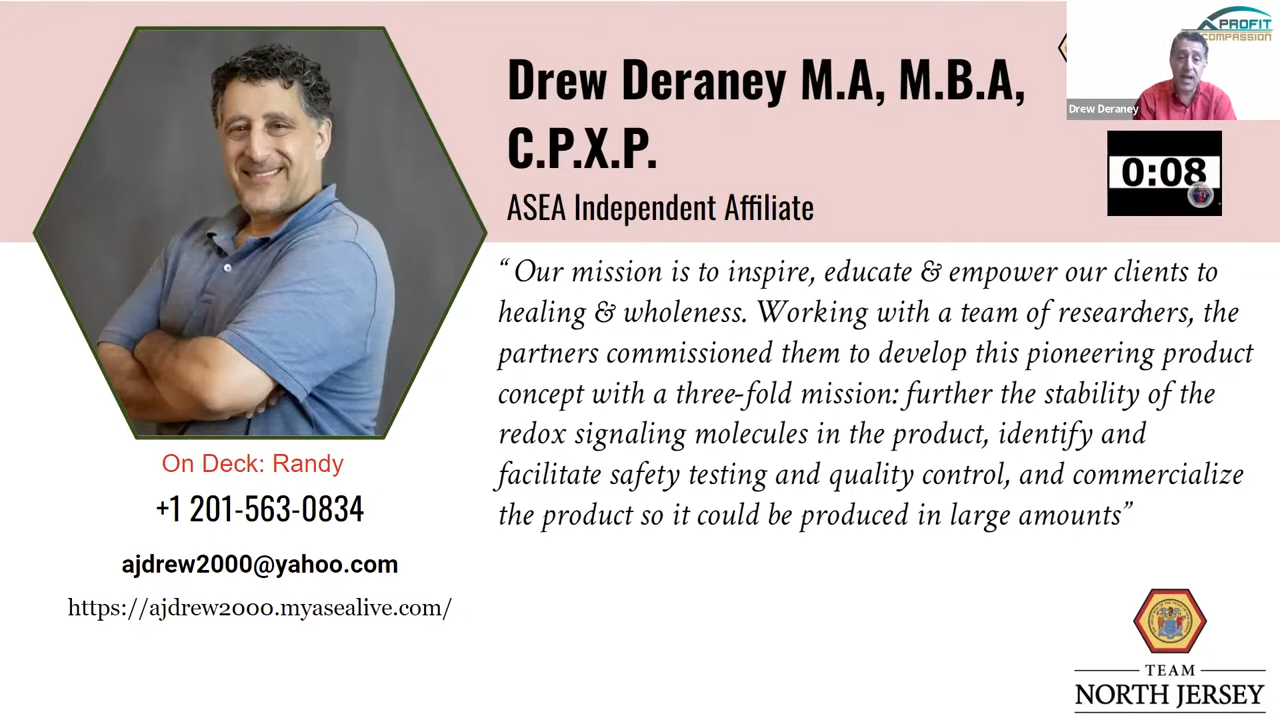 Drew Deraney M.A, M.B.A,
C.P.X.P.
ASEA Independent Affiliate
PROFIT
COMPASSION
Drew Deraney
0:08
“ Our mission is to inspire, educate & empower our clients to
healing & wholeness. Working with a team of researchers, the
partners commissioned them to develop this pioneering product
concept with a three-fold mission: further the stability of the
redox signaling molecules in the product, identify and
facilitate safety testing and quality control, and commercialize
the product so it could be produced in large amounts”
On Deck: Randy
+1 201-563-0834
ajdrew2000@yahoo.com
https://ajdrew2000.myasealive.com/
TEAM
NORTH JERSEY